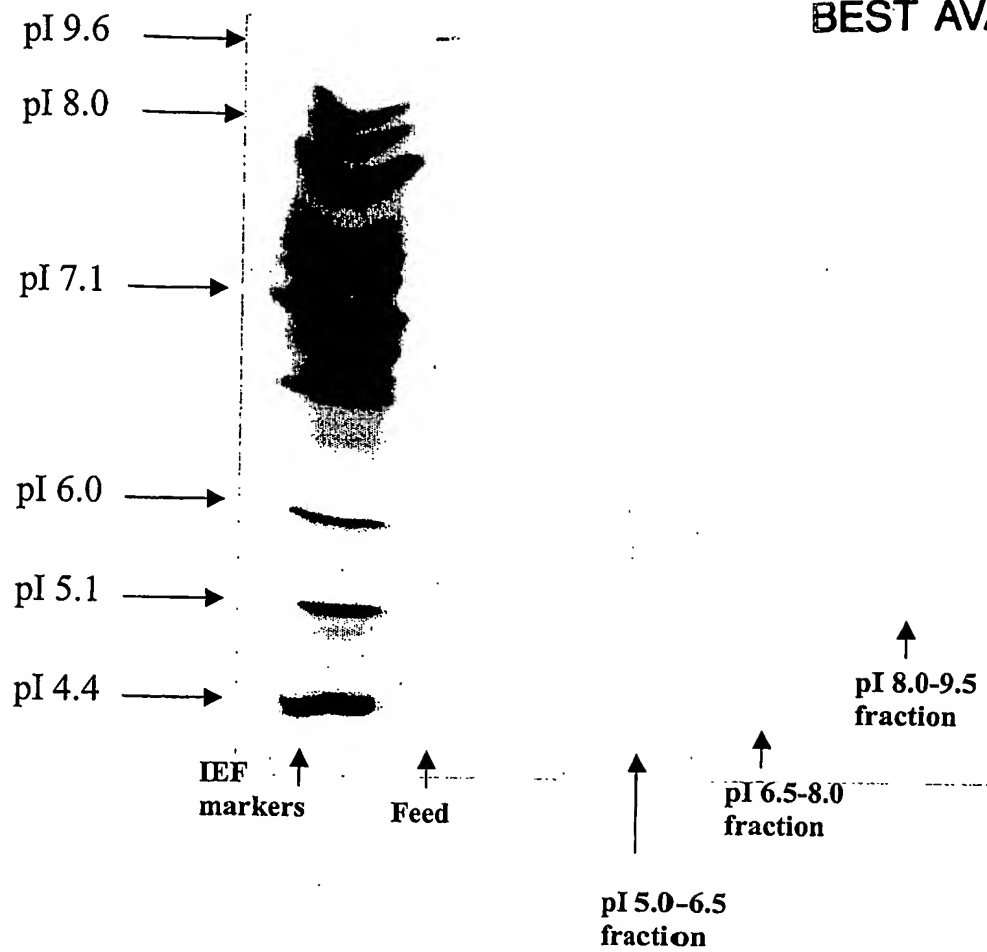 BEST
pI 9.6
pI 8.0
pI 7.1
pI 6.0
pI 5.1
pI 4.4
IEF
markers
Feed
pI 5.0-6.5
fraction
pI 6.5-8.0
fraction
pI 8.0-9.5
fraction